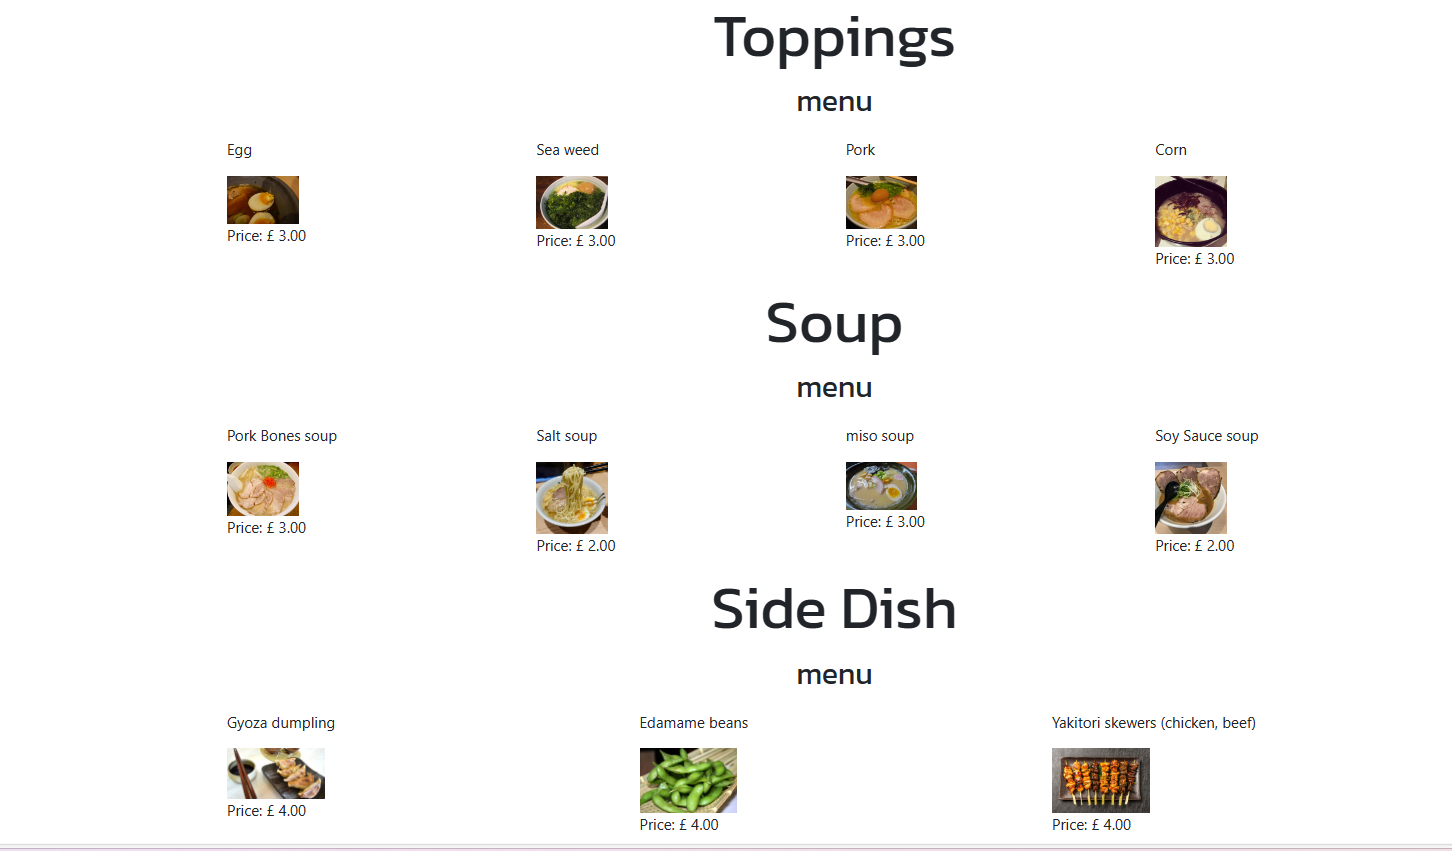 Toppings
menu
Egg
Sea weed
Pork
Corn
Price: £ 3.00
Price: £ 3.00
Price: £ 3.00
Price: £ 3.00
Soup
menu
Pork Bones soup
Salt soup
miso soup
Soy Sauce soup
Price: £ 3.00
Price: £ 2.00
Price: £ 3.00
Price: £ 2.00
Side Dish
menu
Gyoza dumpling
Edamame beans
Yakitori skewers (chicken, beef)
Price: £ 4.00
Price: £ 4.00
Price: £ 4.00